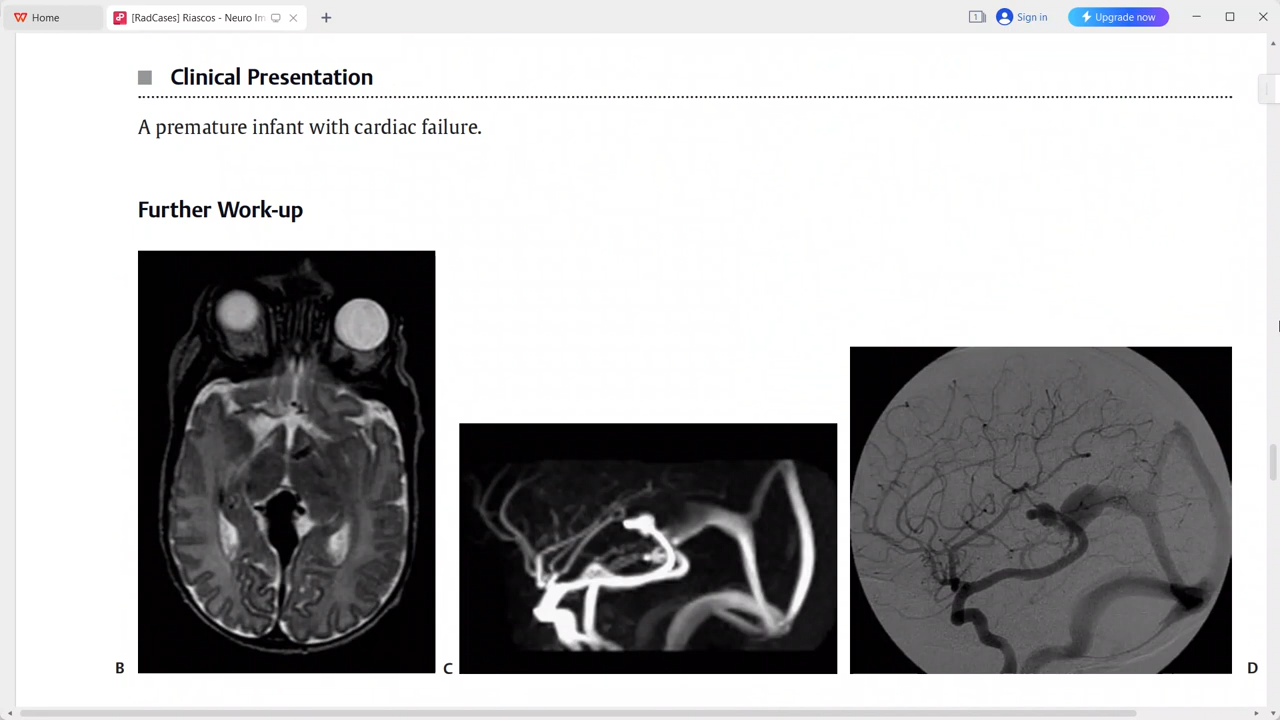 Home
[RadCases] Riascos - Neuro Im
1
Sign in
Upgrade now
Clinical Presentation
A premature infant with cardiac failure.
Further Work-up
B
C
D